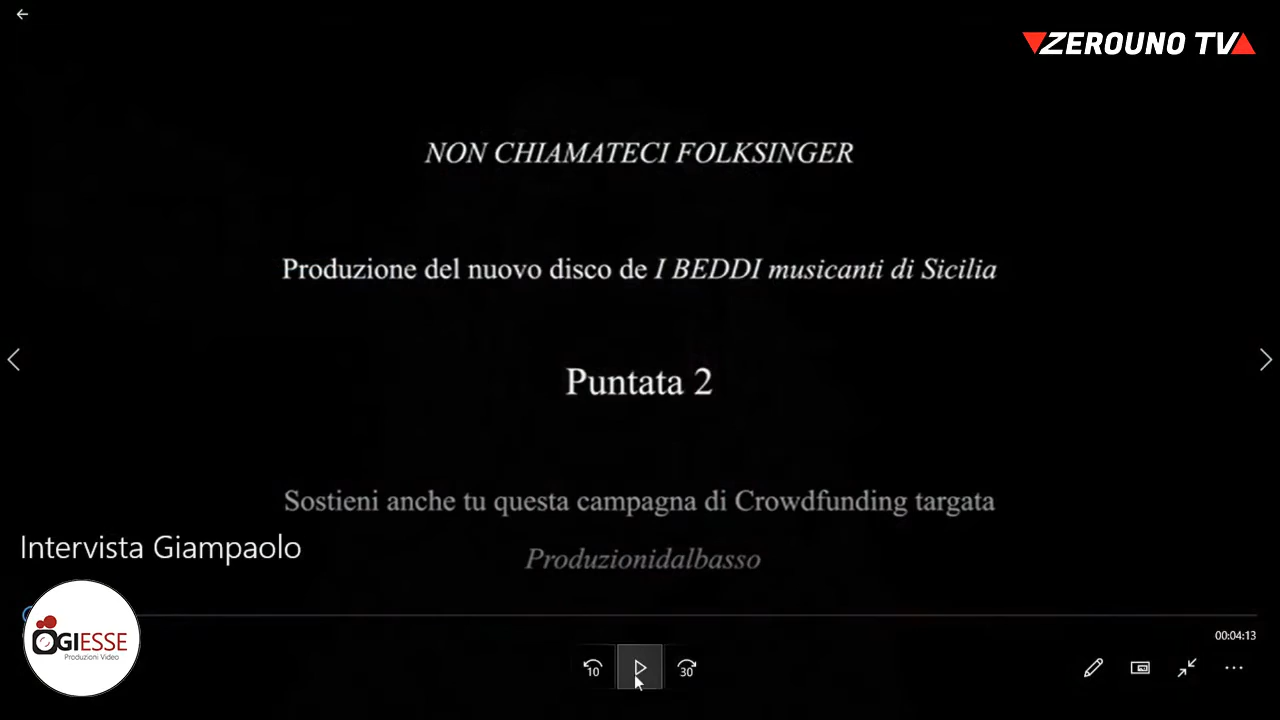 ZEROUNO TV
NON CHIAMATECI FOLKSINGER
Produzione del nuovo disco de I BEDDI musicanti di Sicilia
Puntata 2
Sostieni anche tu questa campagna di Crowdfunding targata
Produzionidalbasso
Intervista Giampaolo
OGIESSE
Produzioni Video
00:04:13
10
30